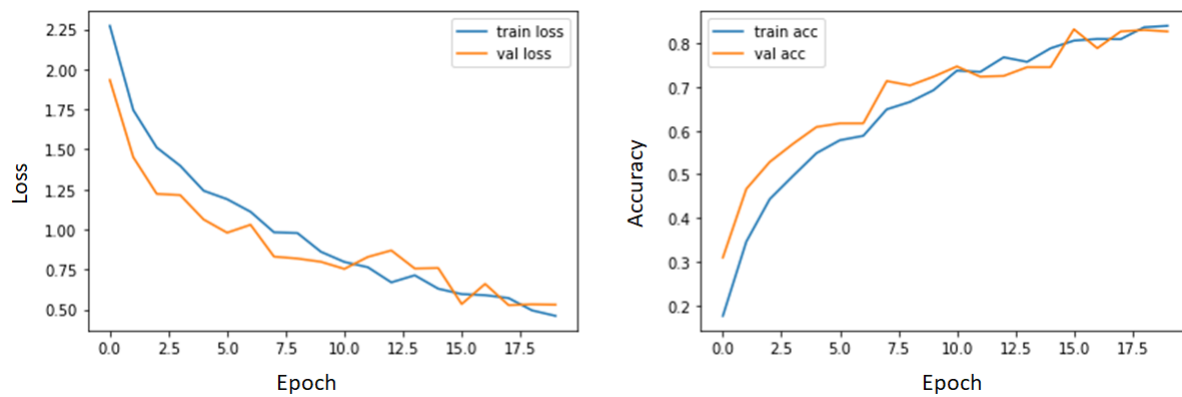 2.25
2.00
1.75
1.50
1.25
1.00
0.75
0.50
Loss
train loss
val loss
0.0 2.5 5.0 7.5 10.0 12.5 15.0 17.5
Epoch
0.8
0.7
0.6
0.5
0.4
0.3
0.2
Accuracy
train acc
val acc
0.0 2.5 5.0 7.5 10.0 12.5 15.0 17.5
Epoch